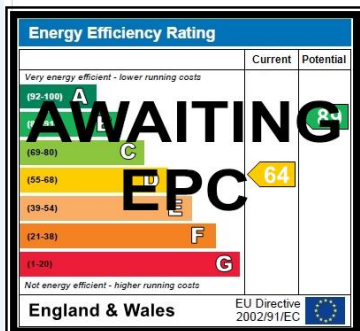 Energy Efficiency Rating
Current Potential
Very energy efficient - lower running costs
(92-100) A
AWAITING
(69-80) C
(55-68) D
EPC
64
(39-54) E
(21-38) F
(1-20) G
Not energy efficient - higher running costs
England & Wales
EU Directive
2002/91/EC